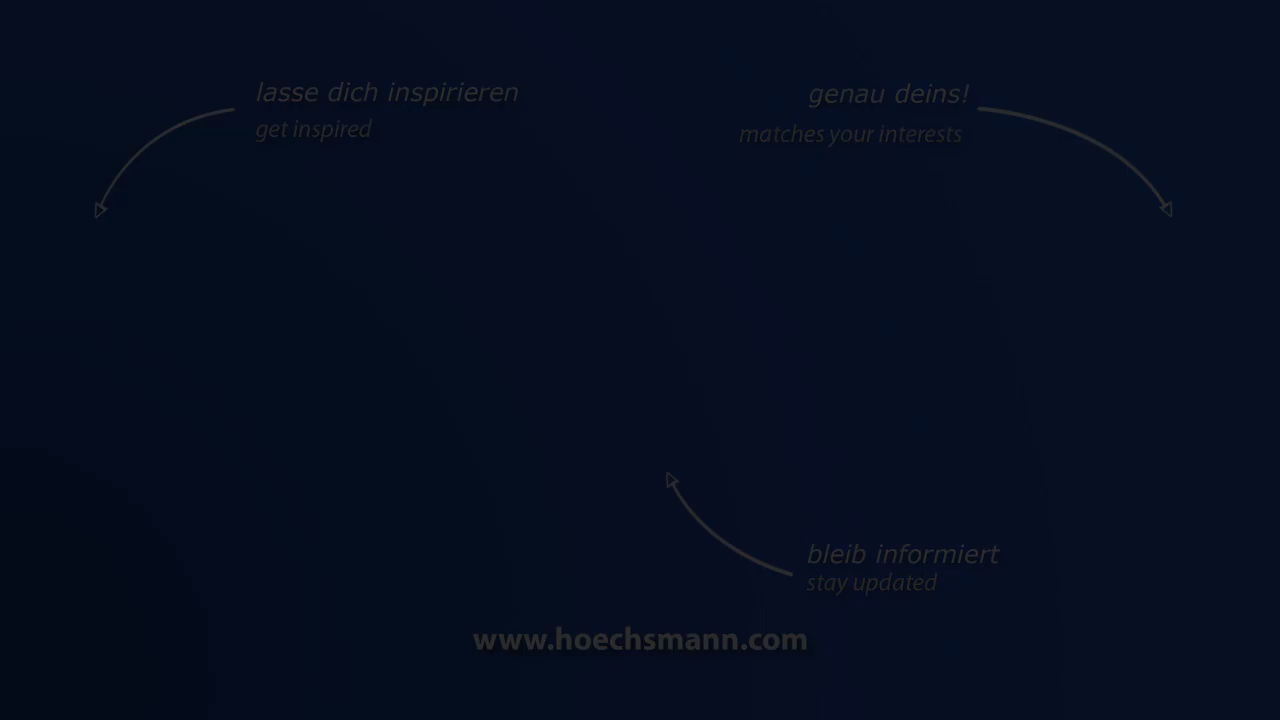 lasse dich inspirieren
get inspired
genau deins!
matches your interests
bleib informiert
stay updated
www.hoechsmann.com